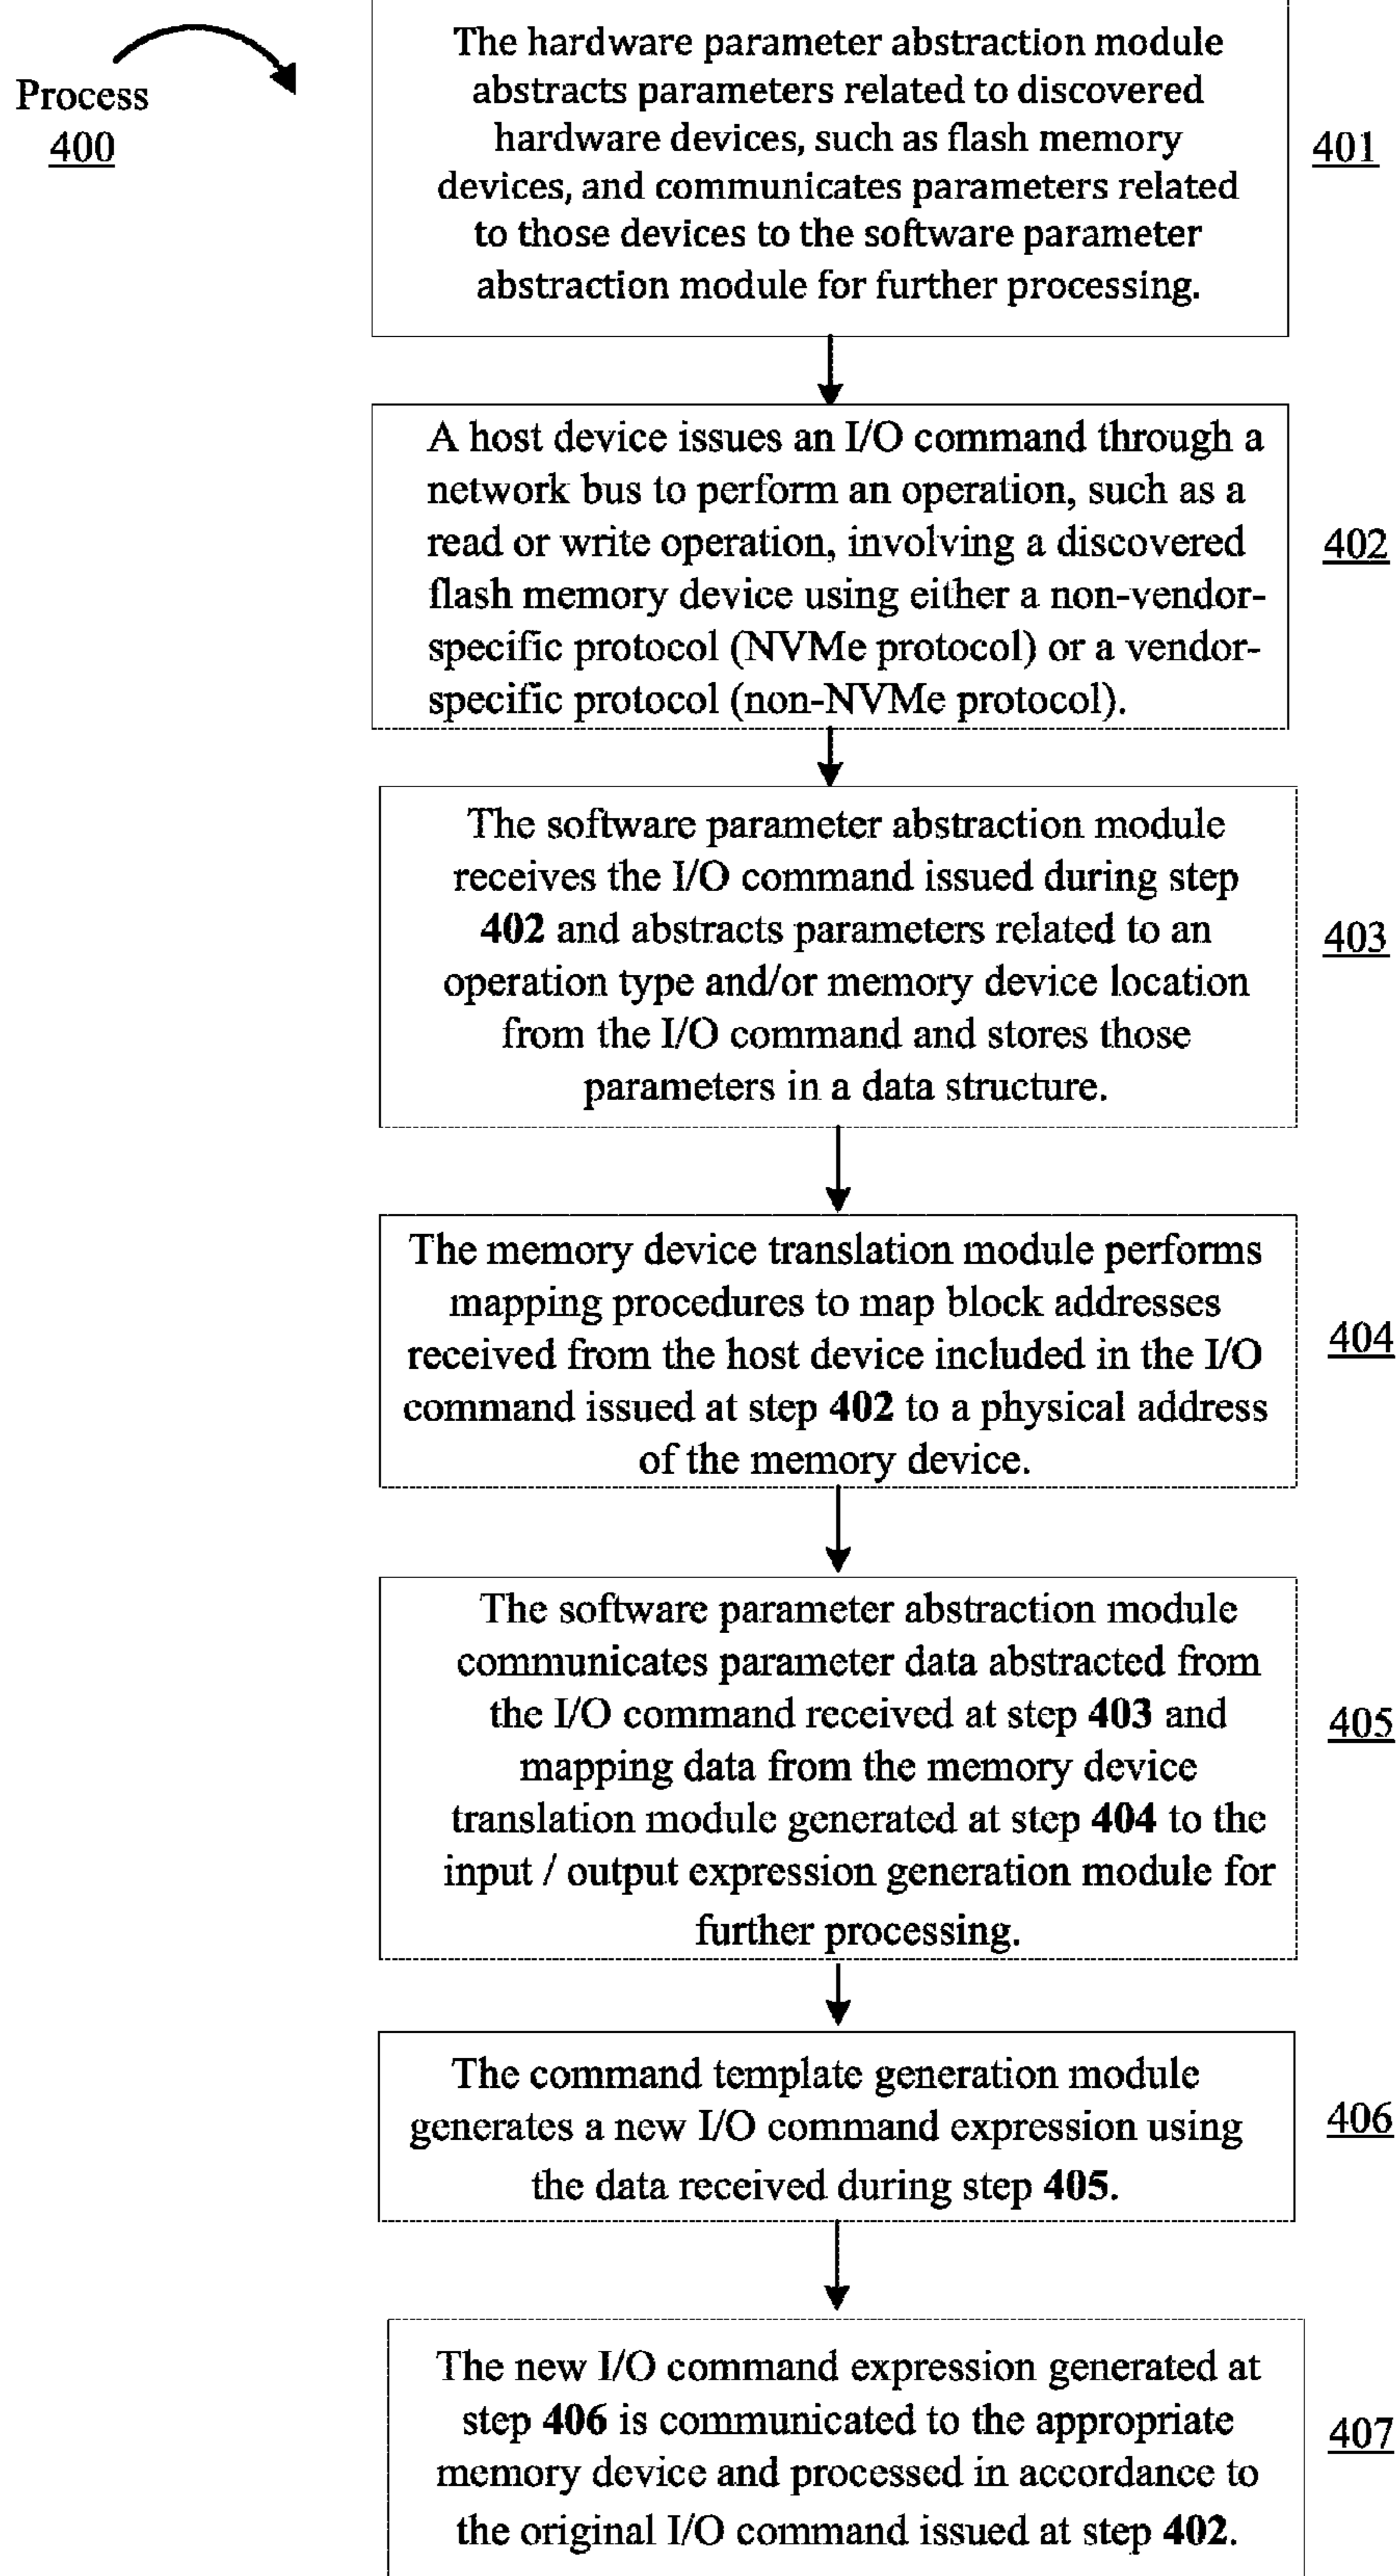 Process
400
The hardware parameter abstraction module
abstracts parameters related to discovered
hardware devices, such as flash memory
devices, and communicates parameters related
to those devices to the software parameter
abstraction module for further processing.
401
A host device issues an I/O command through a
network bus to perform an operation, such as a
read or write operation, involving a discovered
flash memory device using either a non-vendor-
specific protocol (NVMe protocol) or a vendor-
specific protocol (non-NVMe protocol).
402
The software parameter abstraction module
receives the I/O command issued during step
402 and abstracts parameters related to an
operation type and/or memory device location
from the I/O command and stores those
parameters in a data structure.
403
The memory device translation module performs
mapping procedures to map block addresses
received from the host device included in the I/O
command issued at step 402 to a physical address
of the memory device.
404
The software parameter abstraction module
communicates parameter data abstracted from
the I/O command received at step 403 and
mapping data from the memory device
translation module generated at step 404 to the
input / output expression generation module for
further processing.
405
The command template generation module
generates a new I/O command expression using
the data received during step 405.
406
The new I/O command expression generated at
step 406 is communicated to the appropriate
memory device and processed in accordance to
the original I/O command issued at step 402.
407